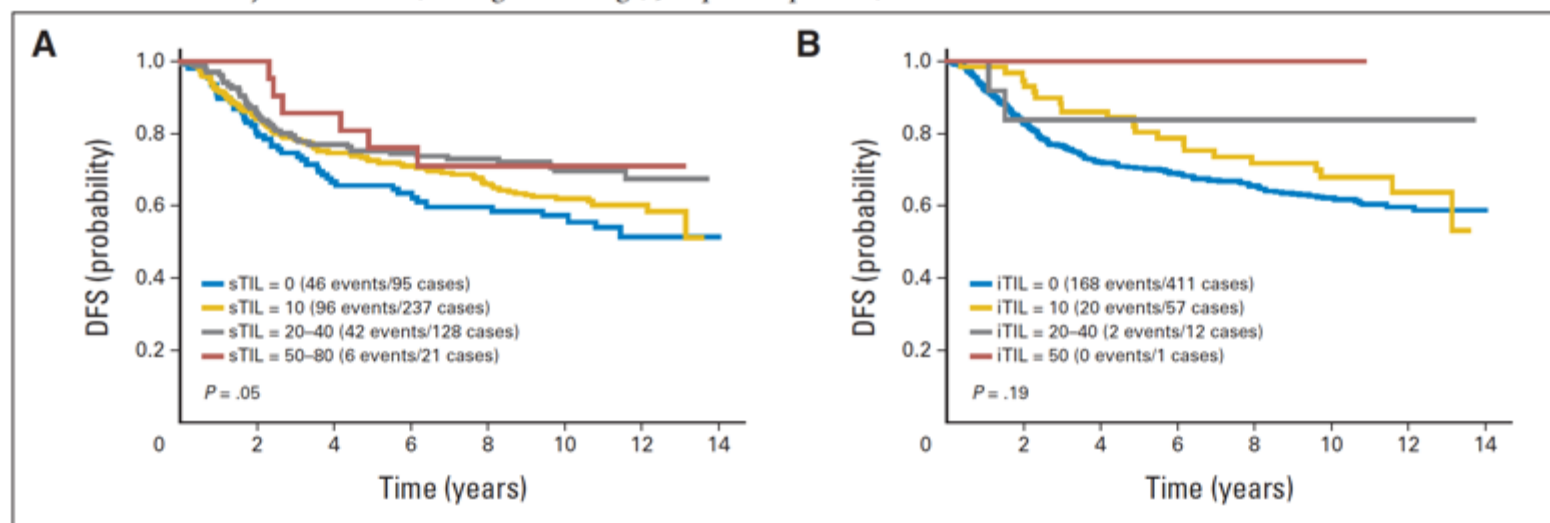 A
1.0
0.8
0.6
0.4
0.2
0
2
4
6
8
10
12
14
DFS (probability)
sTIL = 0 (46 events/95 cases)
sTIL = 10 (96 events/237 cases)
sTIL = 20–40 (42 events/128 cases)
sTIL = 50–80 (6 events/21 cases)
P = .05
Time (years)
B
1.0
0.8
0.6
0.4
0.2
0
2
4
6
8
10
12
14
DFS (probability)
iTIL = 0 (168 events/411 cases)
iTIL = 10 (20 events/57 cases)
iTIL = 20–40 (2 events/12 cases)
iTIL = 50 (0 events/1 cases)
P = .19
Time (years)